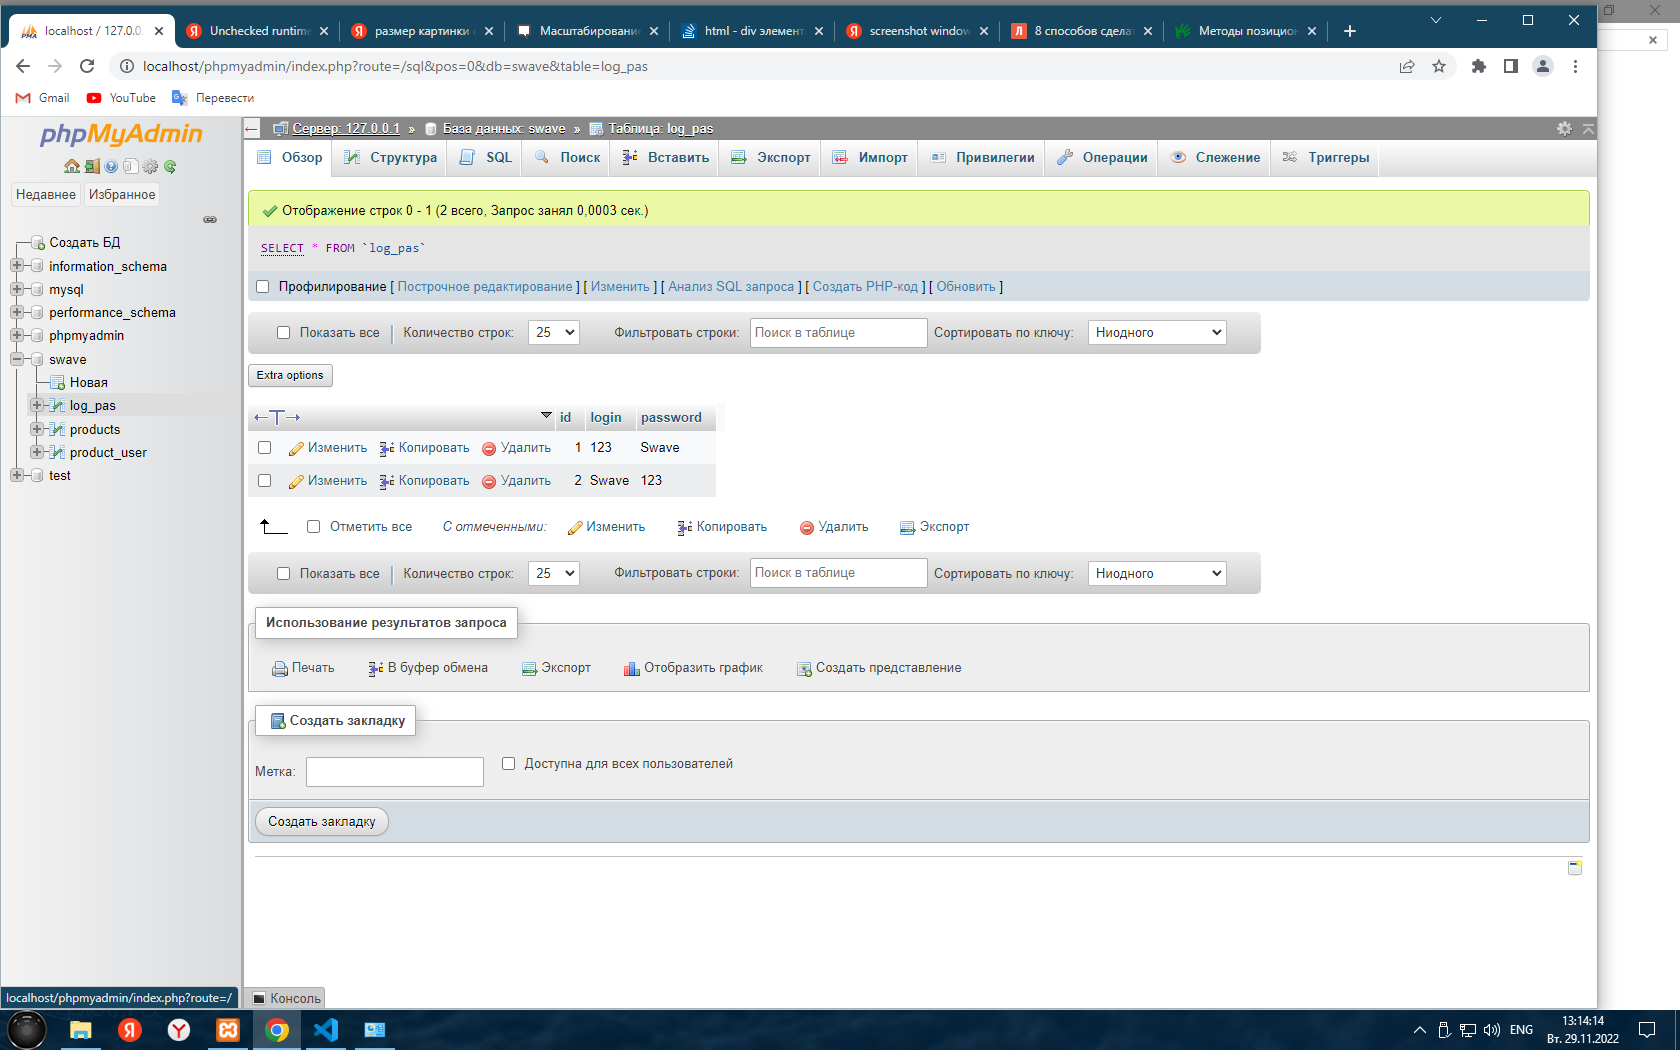 localhost / 127.0.0.
Unchecked runtim
размер картинки
Масштабировани
html - div элемент
screenshot window
8 способов сдела
Методы позицио
localhost/phpmyadmin/index.php?route=/sql&pos=0&db=swave&table=log_pas
Gmail YouTube Перевести
phpMyAdmin
Недавнее Избранное
Создать БД
information_schema
mysql
performance_schema
phpmyadmin
swave
Новая
log_pas
products
product_user
test
Сервер: 127.0.0.1 » База данных: swave » Таблица: log_pas
Обзор Структура SQL Поиск Вставить Экспорт Импорт Привилегии Операции Слежение Триггеры
Отображение строк 0 - 1 (2 всего, Запрос занял 0,0003 сек.)
SELECT * FROM `log_pas`
Профилирование [ Построчное редактирование ] [ Изменить ] [ Анализ SQL запроса ] [ Создать PHP-код ] [ Обновить ]
Показать все Количество строк: 25 Фильтровать строки: Поиск в таблице Сортировать по ключу: Ниодного
Extra options
←T→ id login password
Изменить Копировать Удалить 1 123 Swave
Изменить Копировать Удалить 2 Swave 123
Отметить все С отмеченными: Изменить Копировать Удалить Экспорт
Показать все Количество строк: 25 Фильтровать строки: Поиск в таблице Сортировать по ключу: Ниодного
Использование результатов запроса
Печать В буфер обмена Экспорт Отобразить график Создать представление
Создать закладку
Метка: Доступна для всех пользователей
Создать закладку
localhost/phpmyadmin/index.php?route=/
Консоль
ENG
13:14:14
Вт. 29.11.2022